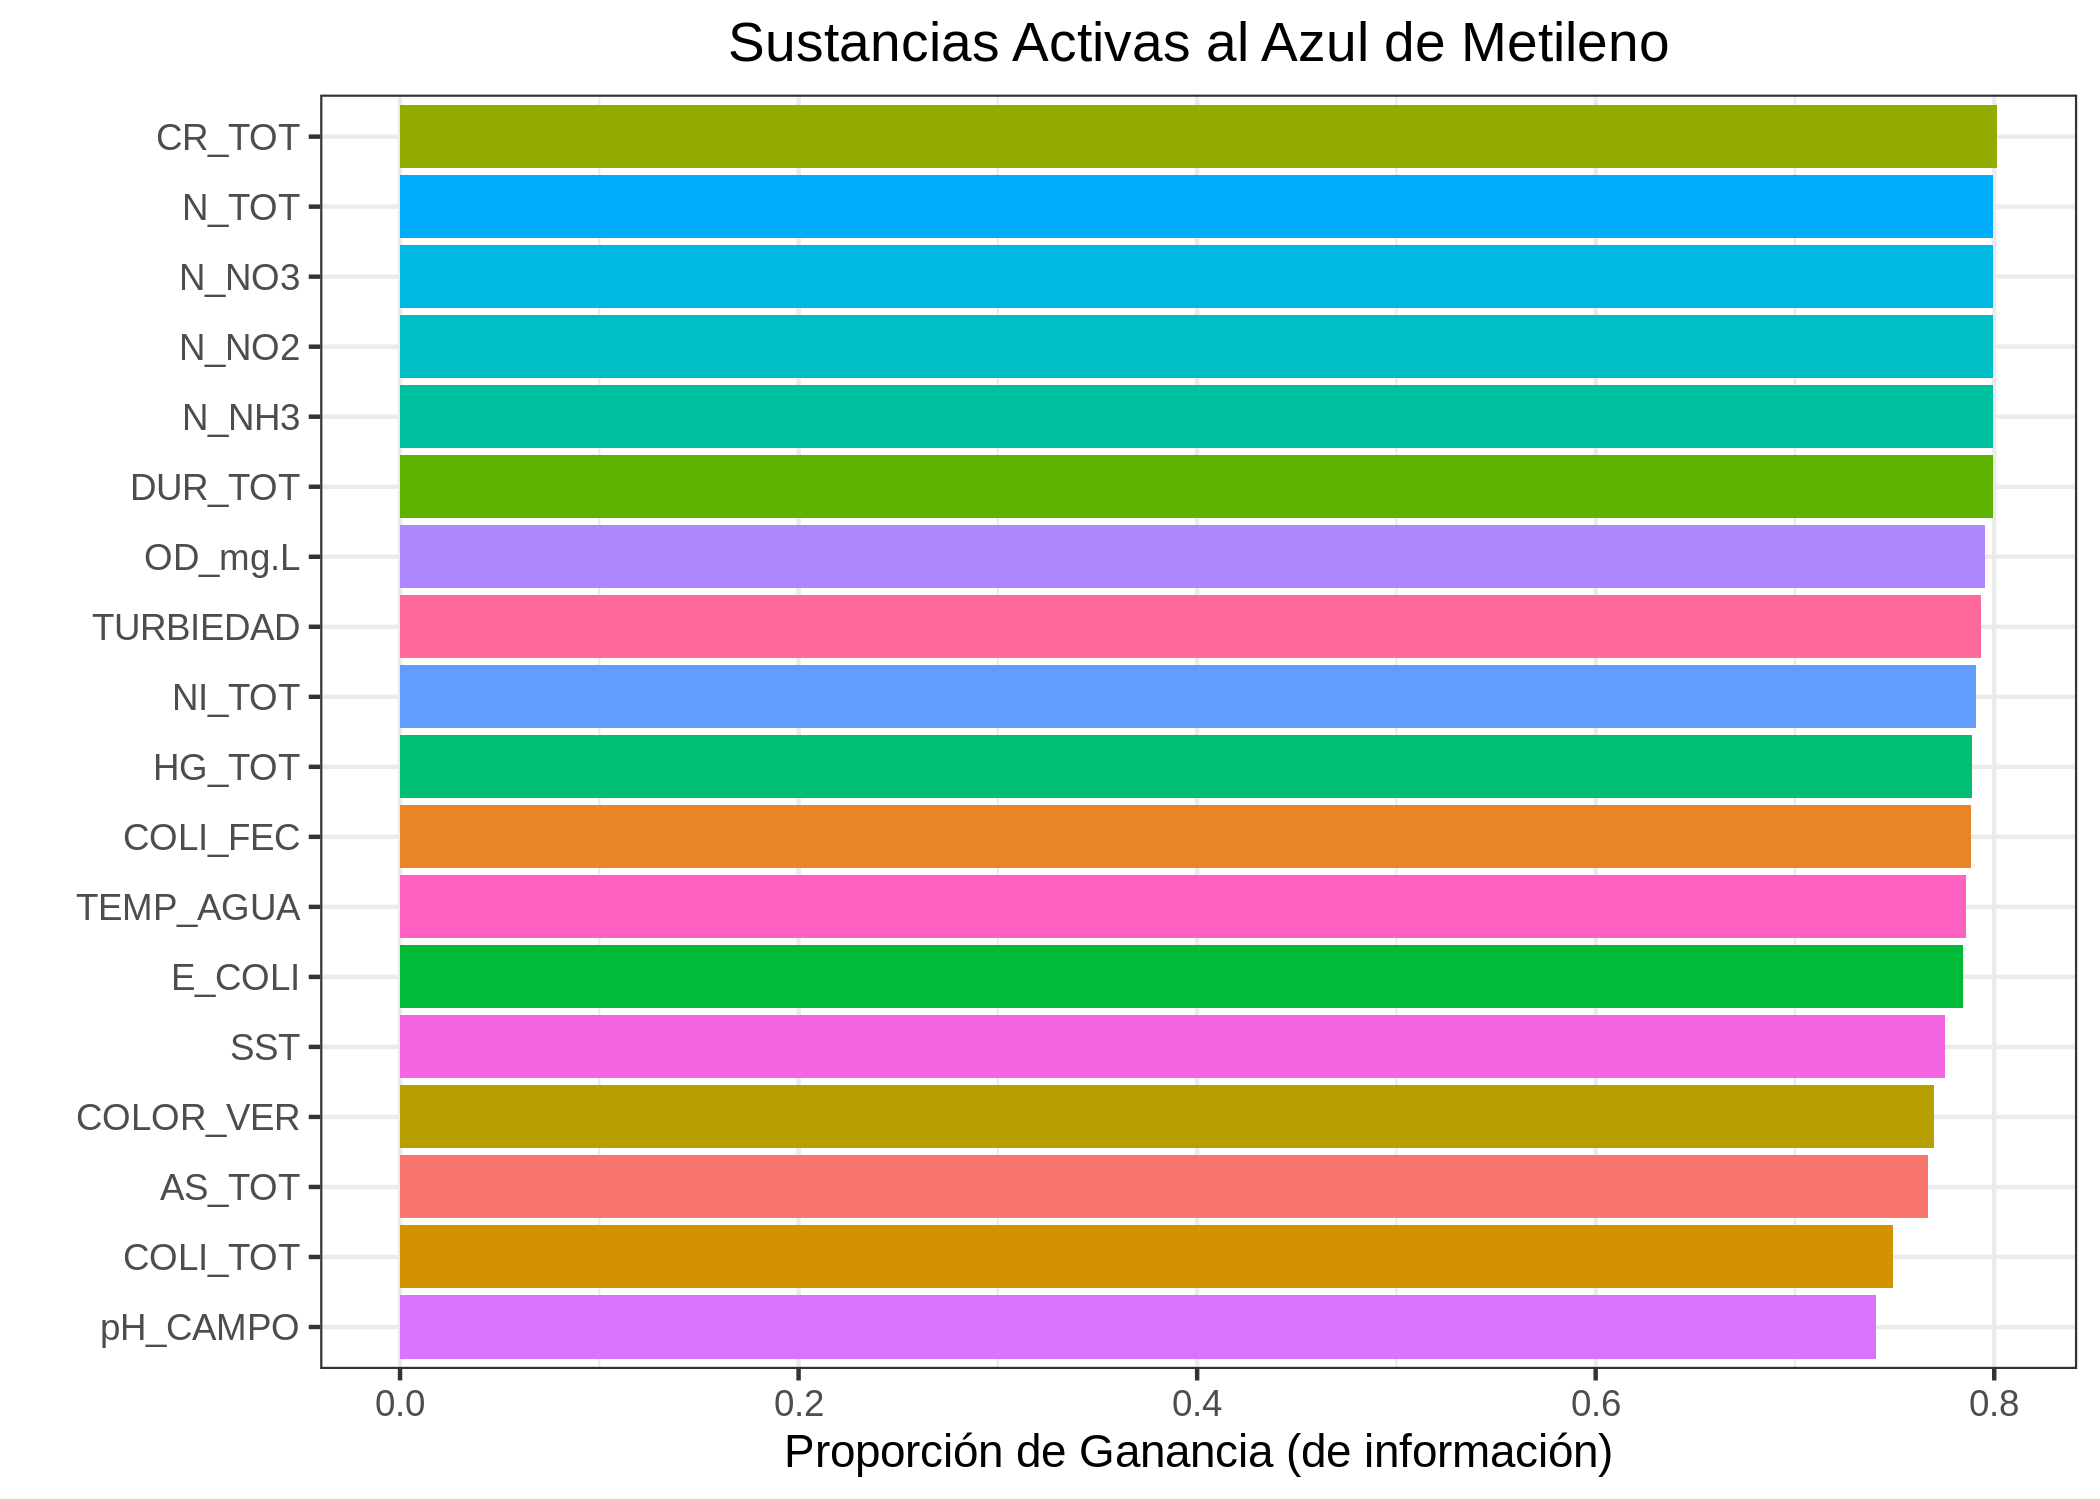 Sustancias Activas al Azul de Metileno
CR_TOT
N_TOT
N_NO3
N_NO2
N_NH3
DUR_TOT
OD_mg.L
TURBIEDAD
NI_TOT
HG_TOT
COLI_FEC
TEMP_AGUA
E_COLI
SST
COLOR_VER
AS_TOT
COLI_TOT
pH_CAMPO
0.0 0.2 0.4 0.6 0.8
Proporción de Ganancia (de información)